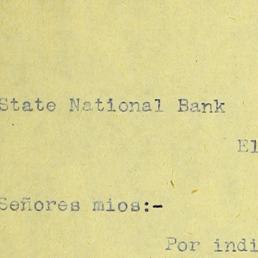 State National Bank
El
Señores mios:-
Por indi